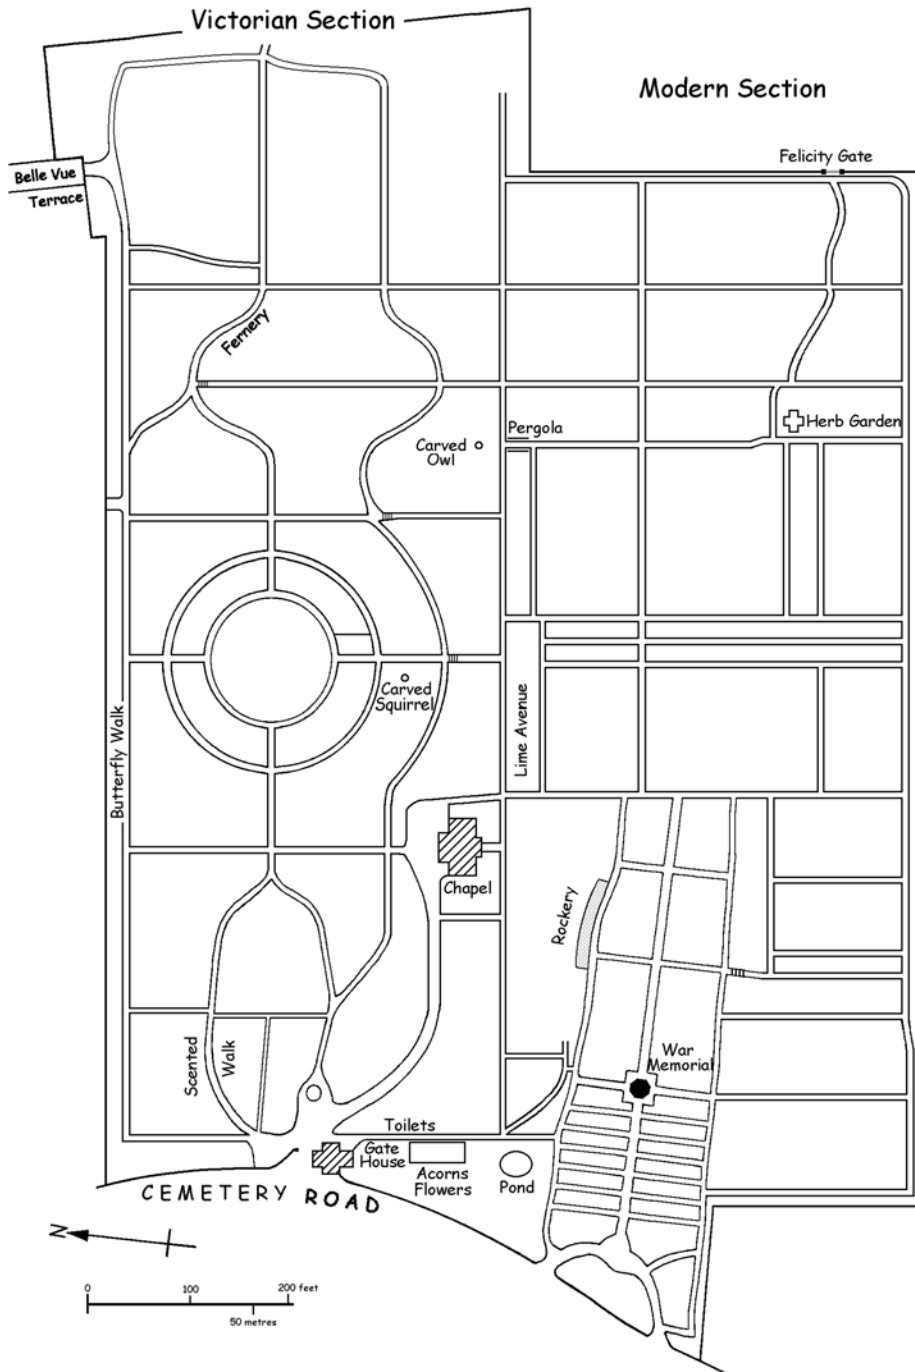 Victorian Section
Modern Section
Felicity Gate
Belle Vue
Terrace
Fernery
Pergola
Herb Garden
Carved
Owl
Carved
Squirrel
Butterfly Walk
Lime Avenue
Chapel
Rockery
Scented
Walk
War
Memorial
Toilets
Gate
House
Acorns
Flowers
Pond
CEMETERY ROAD
N
0 100 200 feet
50 metres